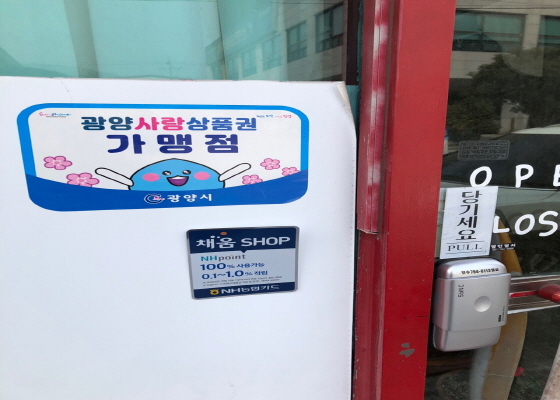 광양사랑상품권
가맹점
광양시
채움 SHOP
NHpoint
100% 사용가능
0.1~1.0% 적립
NH농협카드
OPE
당기세요
PULL
LOS